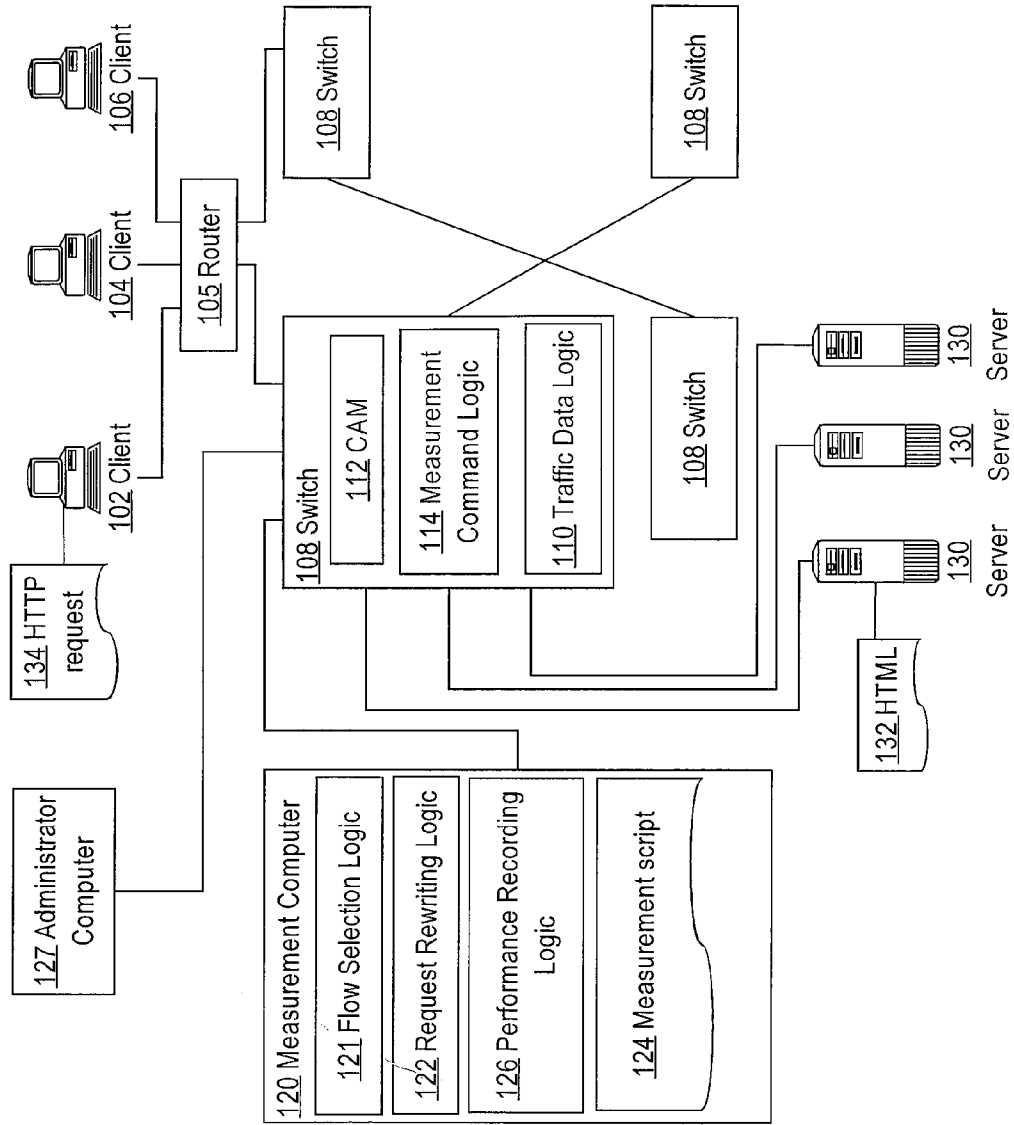 127 Administrator
Computer
134 HTTP
request
102 Client
104 Client
106 Client
105 Router
120 Measurement Computer
121 Flow Selection Logic
122 Request Rewriting Logic
126 Performance Recording
Logic
124 Measurement script
108 Switch
112 CAM
114 Measurement
Command Logic
110 Traffic Data Logic
108 Switch
108 Switch
108 Switch
132 HTML
130
Server
130
Server
130
Server